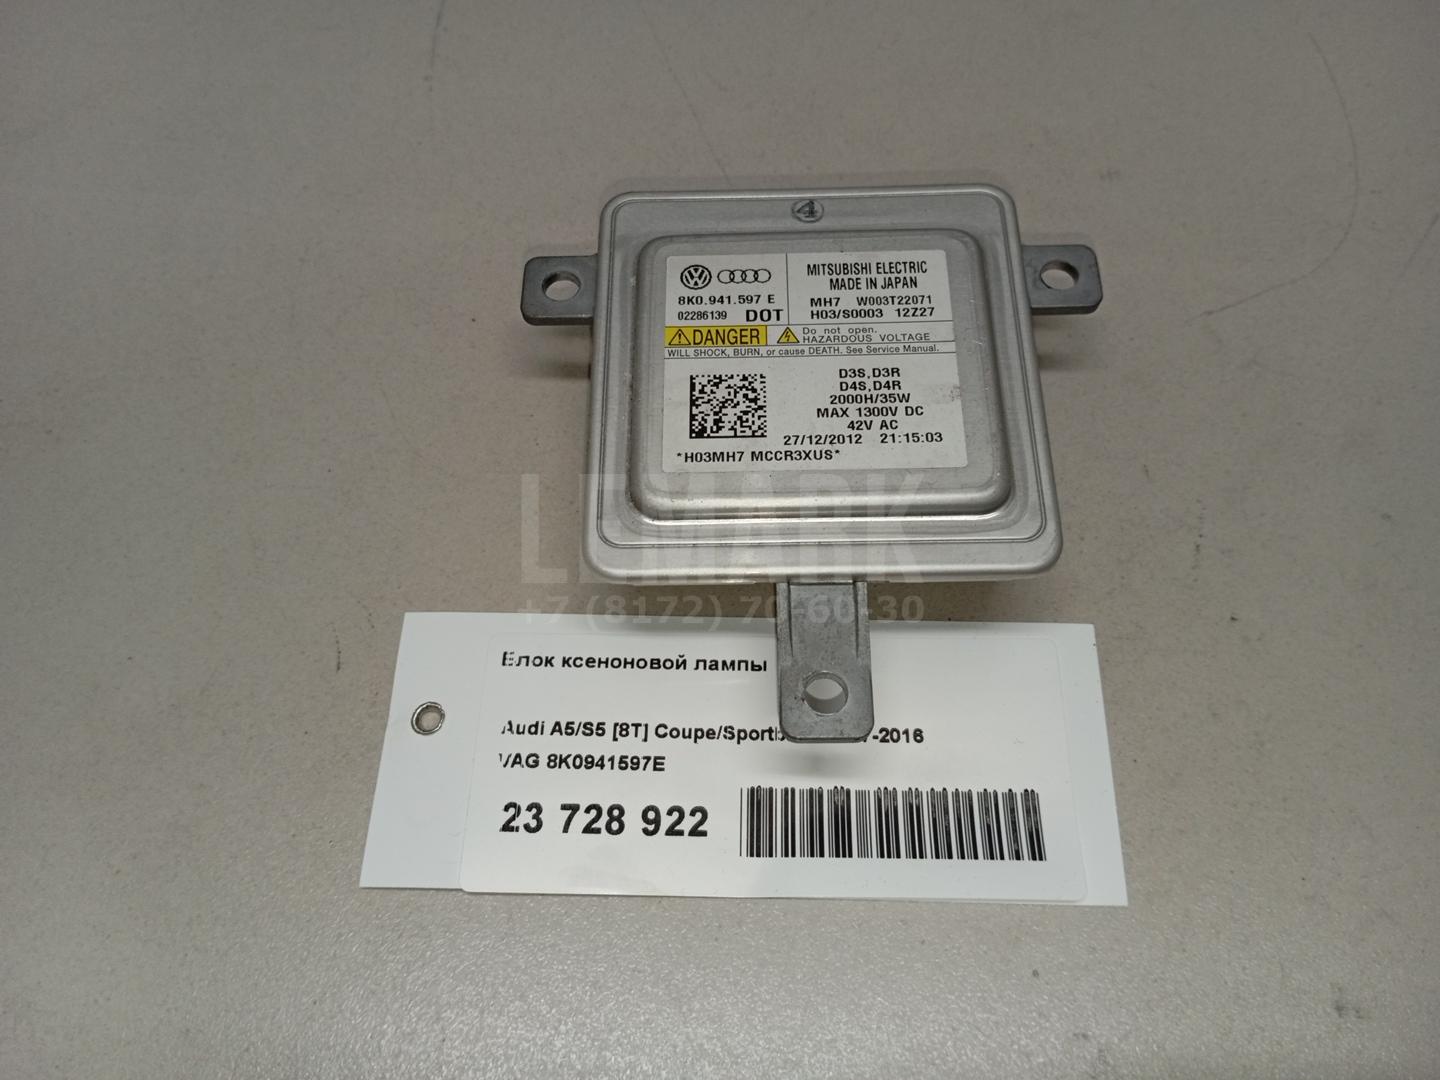 4
8K0.941.597 E
02286139 DOT
MITSUBISHI ELECTRIC
MADE IN JAPAN
MH7 W003T22071
H03/S0003 12Z27
DANGER
Do not open.
HAZARDOUS VOLTAGE
WILL SHOCK, BURN, or cause DEATH. See Service Manual.
D3S,D3R
D4S,D4R
2000H/35W
MAX 1300V DC
42V AC
27/12/2012 21:15:03
*H03MH7 MCCR3XUS*
LEMARK
+7 (8172) 70-60-30
Блок ксеноновой лампы
Audi A5/S5 [8T] Coupe/Sportb -2016
VAG 8K0941597E
23 728 922